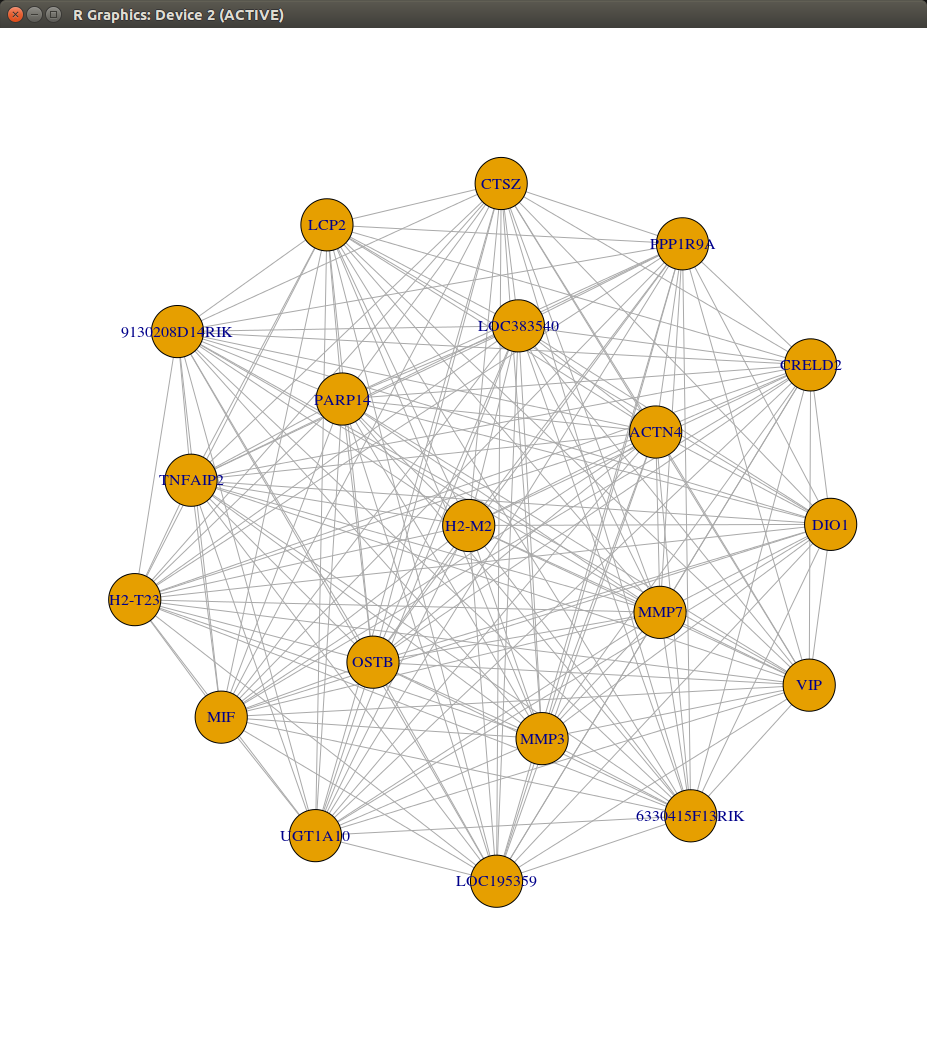 R Graphics: Device 2 (ACTIVE)
CTSZ
LCP2
PPP1R9A
LOC383540
9130208D14RIK
CRELD2
PARP14
ACTN4
TNFAIP2
H2-M2
DIO1
H2-T23
MMP7
OSTB
VIP
MIF
MMP3
6330415F13RIK
UGT1A10
LOC195359